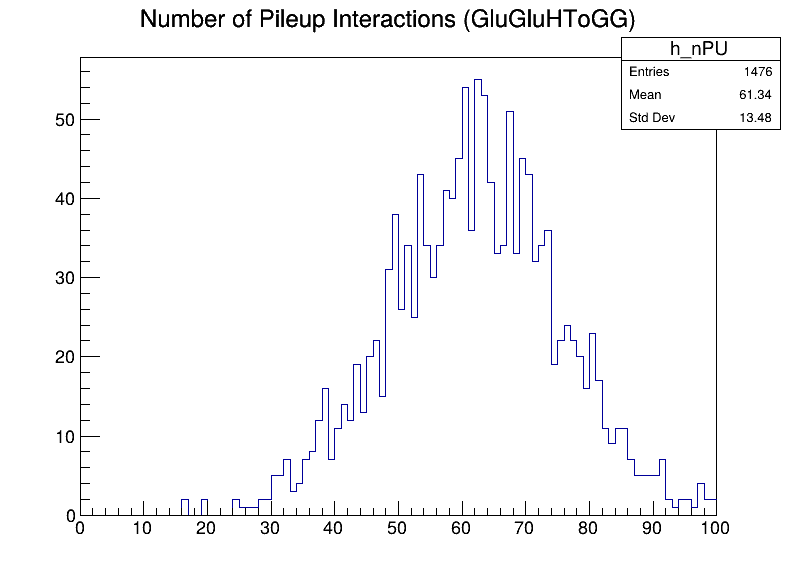 Number of Pileup Interactions (GluGluHToGG)
h_nPU
Entries 1476
Mean 61.34
Std Dev 13.48
50
40
30
20
10
0
0 10 20 30 40 50 60 70 80 90 100